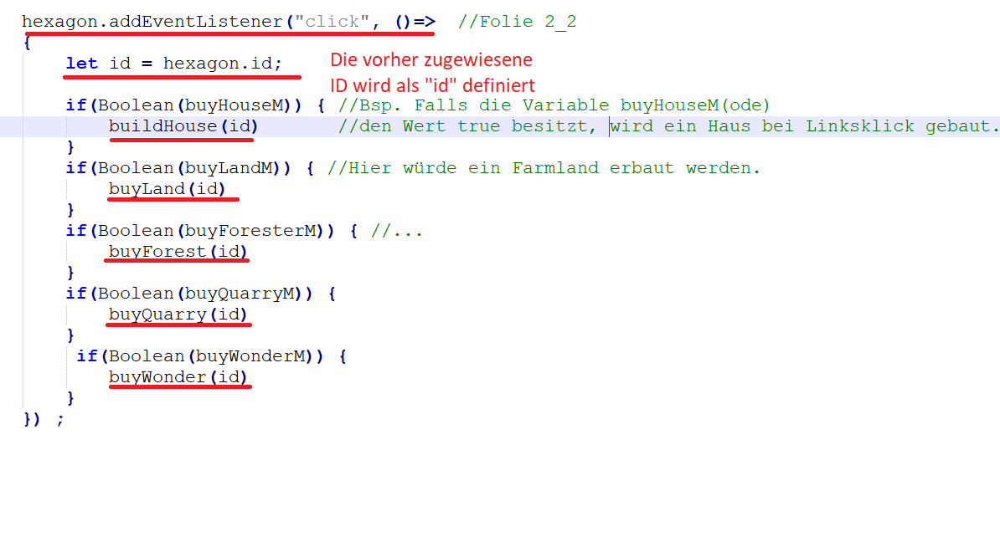 hexagon.addEventListener("click", ()=> //Folie 2_2
{
let id = hexagon.id; Die vorher zugewiesene
ID wird als "id" definiert
if(Boolean(buyHouseM)) { //Bsp. Falls die Variable buyHouseM(ode)
buildHouse(id) //den Wert true besitzt, wird ein Haus bei Linksklick gebaut.
}
if(Boolean(buyLandM)) { //Hier würde ein Farmland erbaut werden.
buyLand(id)
}
if(Boolean(buyForesterM)) { //...
buyForest(id)
}
if(Boolean(buyQuarryM)) {
buyQuarry(id)
}
if(Boolean(buyWonderM)) {
buyWonder(id)
}
}) ;